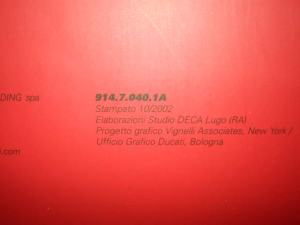 DING spa
914.7.040.1A
Stampato 10/2002
Elaborazioni Studio DECA Lugo (RA)
Progetto grafico Vignelli Associates, New York /
Ufficio Grafico Ducati, Bologna
.com